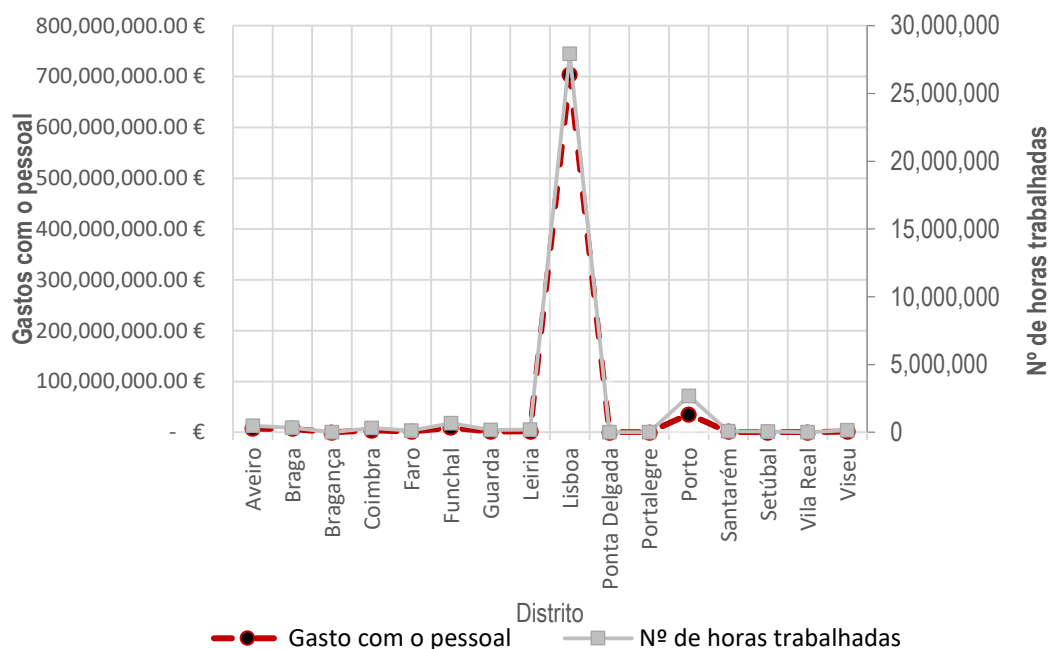 800,000,000.00 €
700,000,000.00 €
600,000,000.00 €
500,000,000.00 €
400,000,000.00 €
300,000,000.00 €
200,000,000.00 €
100,000,000.00 €
- €
Gastos com o pessoal
30,000,000
25,000,000
20,000,000
15,000,000
10,000,000
5,000,000
0
Nº de horas trabalhadas
Aveiro
Braga
Bragança
Coimbra
Faro
Funchal
Guarda
Leiria
Lisboa
Ponta Delgada
Portalegre
Porto
Santarém
Setúbal
Vila Real
Viseu
Distrito
Gasto com o pessoal
Nº de horas trabalhadas